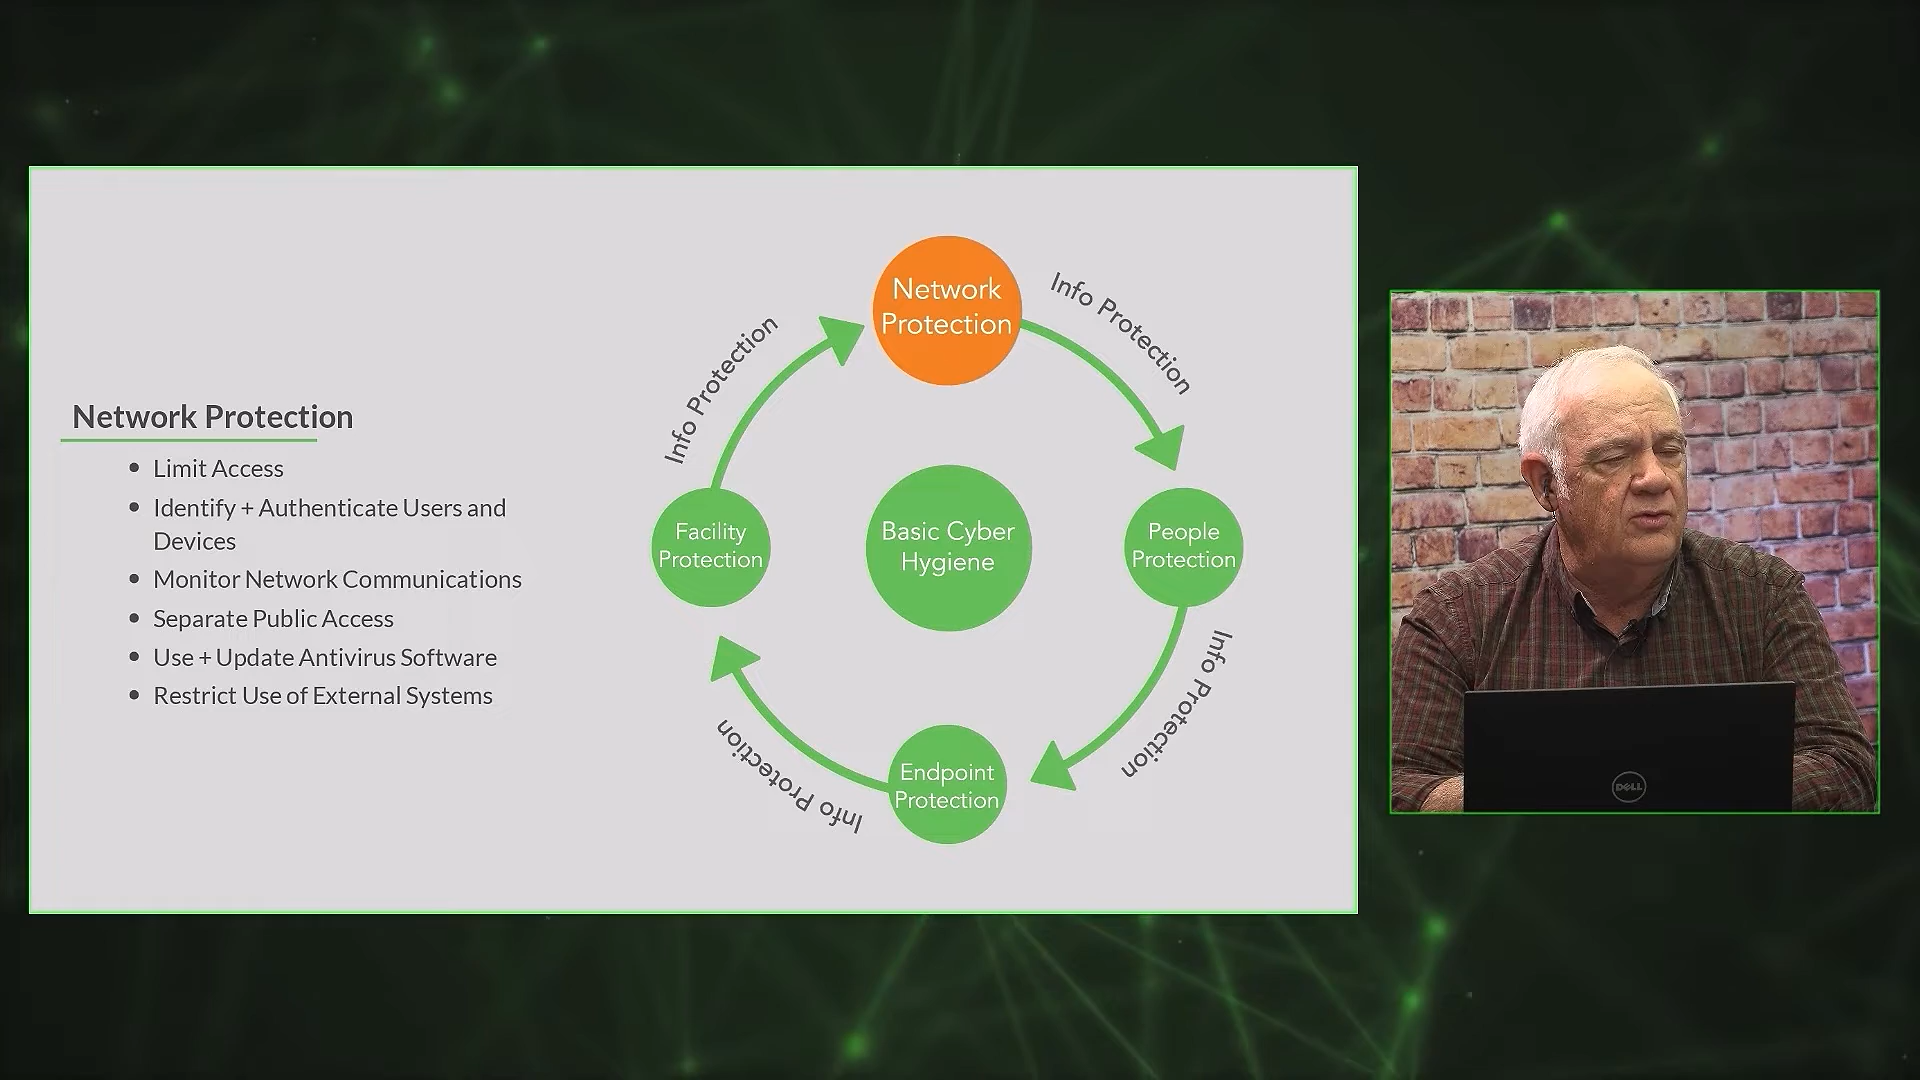 Network Protection
• Limit Access
• Identify + Authenticate Users and
Devices
• Monitor Network Communications
• Separate Public Access
• Use + Update Antivirus Software
• Restrict Use of External Systems
Network
Protection
Info Protection
Info Protection
Facility
Protection
Basic Cyber
Hygiene
People
Protection
Info Protection
Info Protection
Endpoint
Protection
DELL